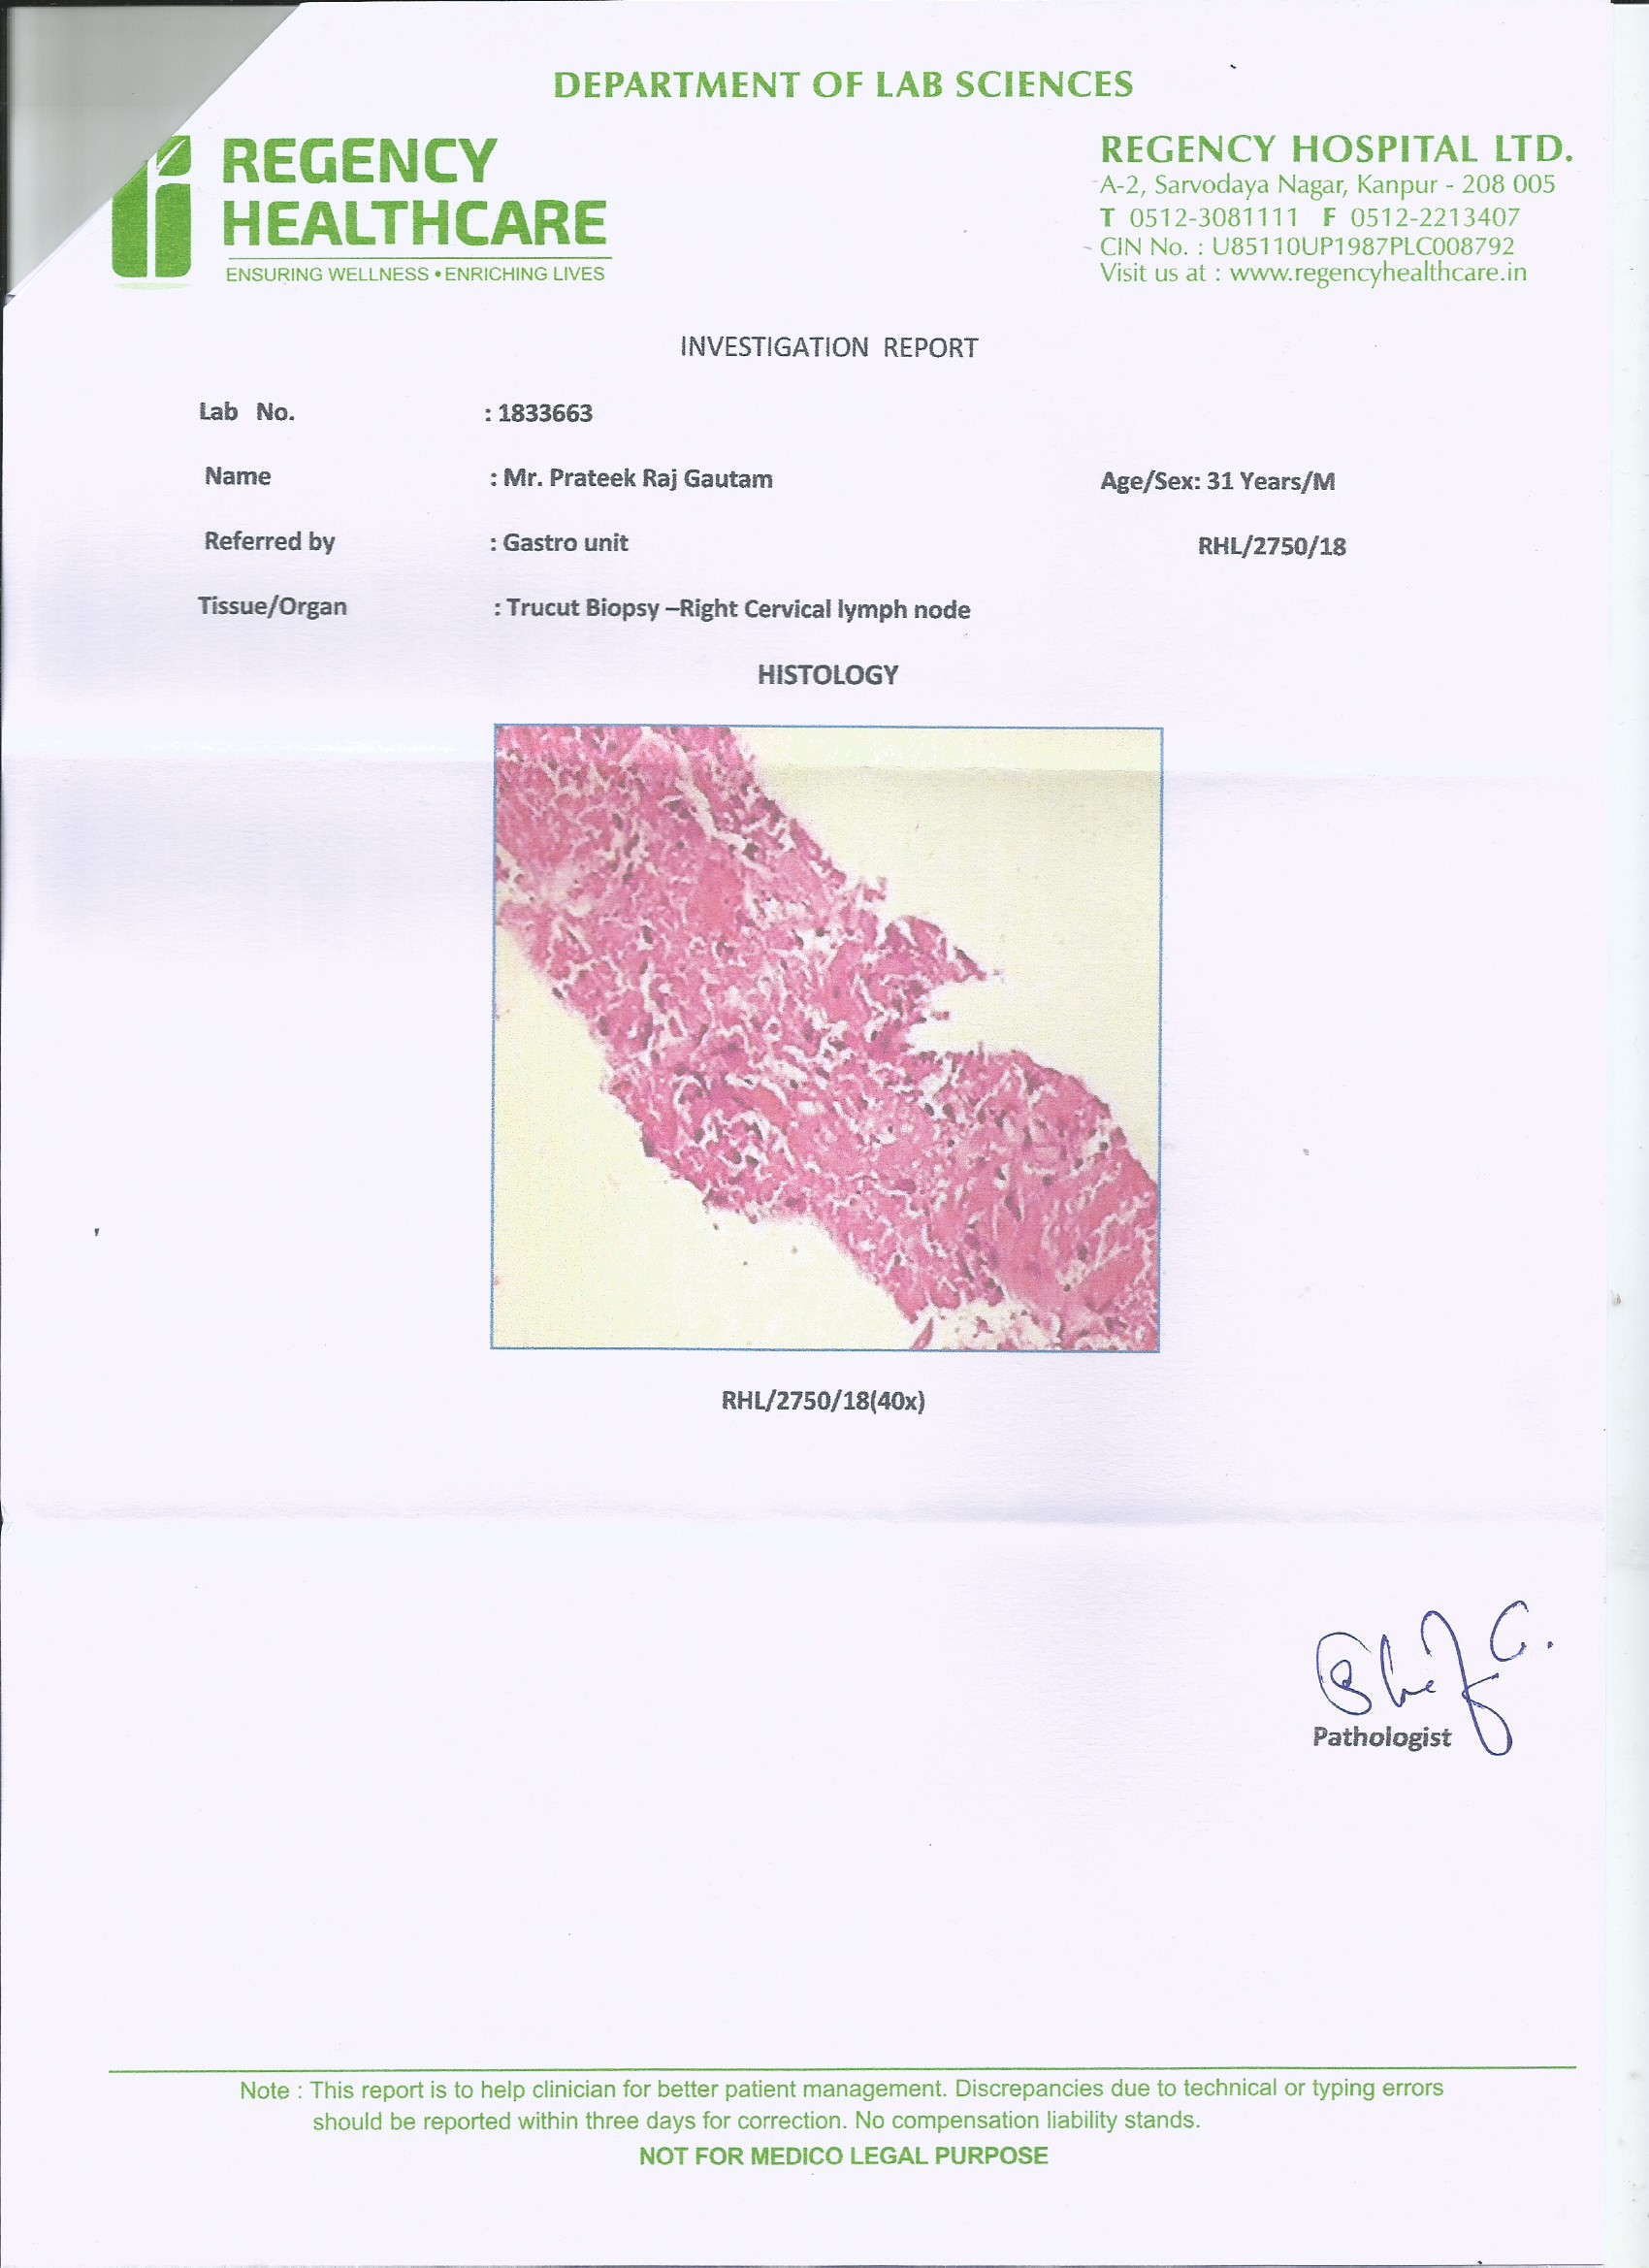 DEPARTMENT OF LAB SCIENCES
REGENCY
HEALTHCARE
ENSURING WELLNESS • ENRICHING LIVES
REGENCY HOSPITAL LTD.
A-2, Sarvodaya Nagar, Kanpur - 208 005
T 0512-3081111 F 0512-2213407
CIN No. : U85110UP1987PLC008792
Visit us at : www.regencyhealthcare.in
INVESTIGATION REPORT
Lab No. : 1833663
Name : Mr. Prateek Raj Gautam Age/Sex: 31 Years/M
Referred by : Gastro unit RHL/2750/18
Tissue/Organ : Trucut Biopsy –Right Cervical lymph node
HISTOLOGY
RHL/2750/18(40x)
Pathologist
Note : This report is to help clinician for better patient management. Discrepancies due to technical or typing errors
should be reported within three days for correction. No compensation liability stands.
NOT FOR MEDICO LEGAL PURPOSE